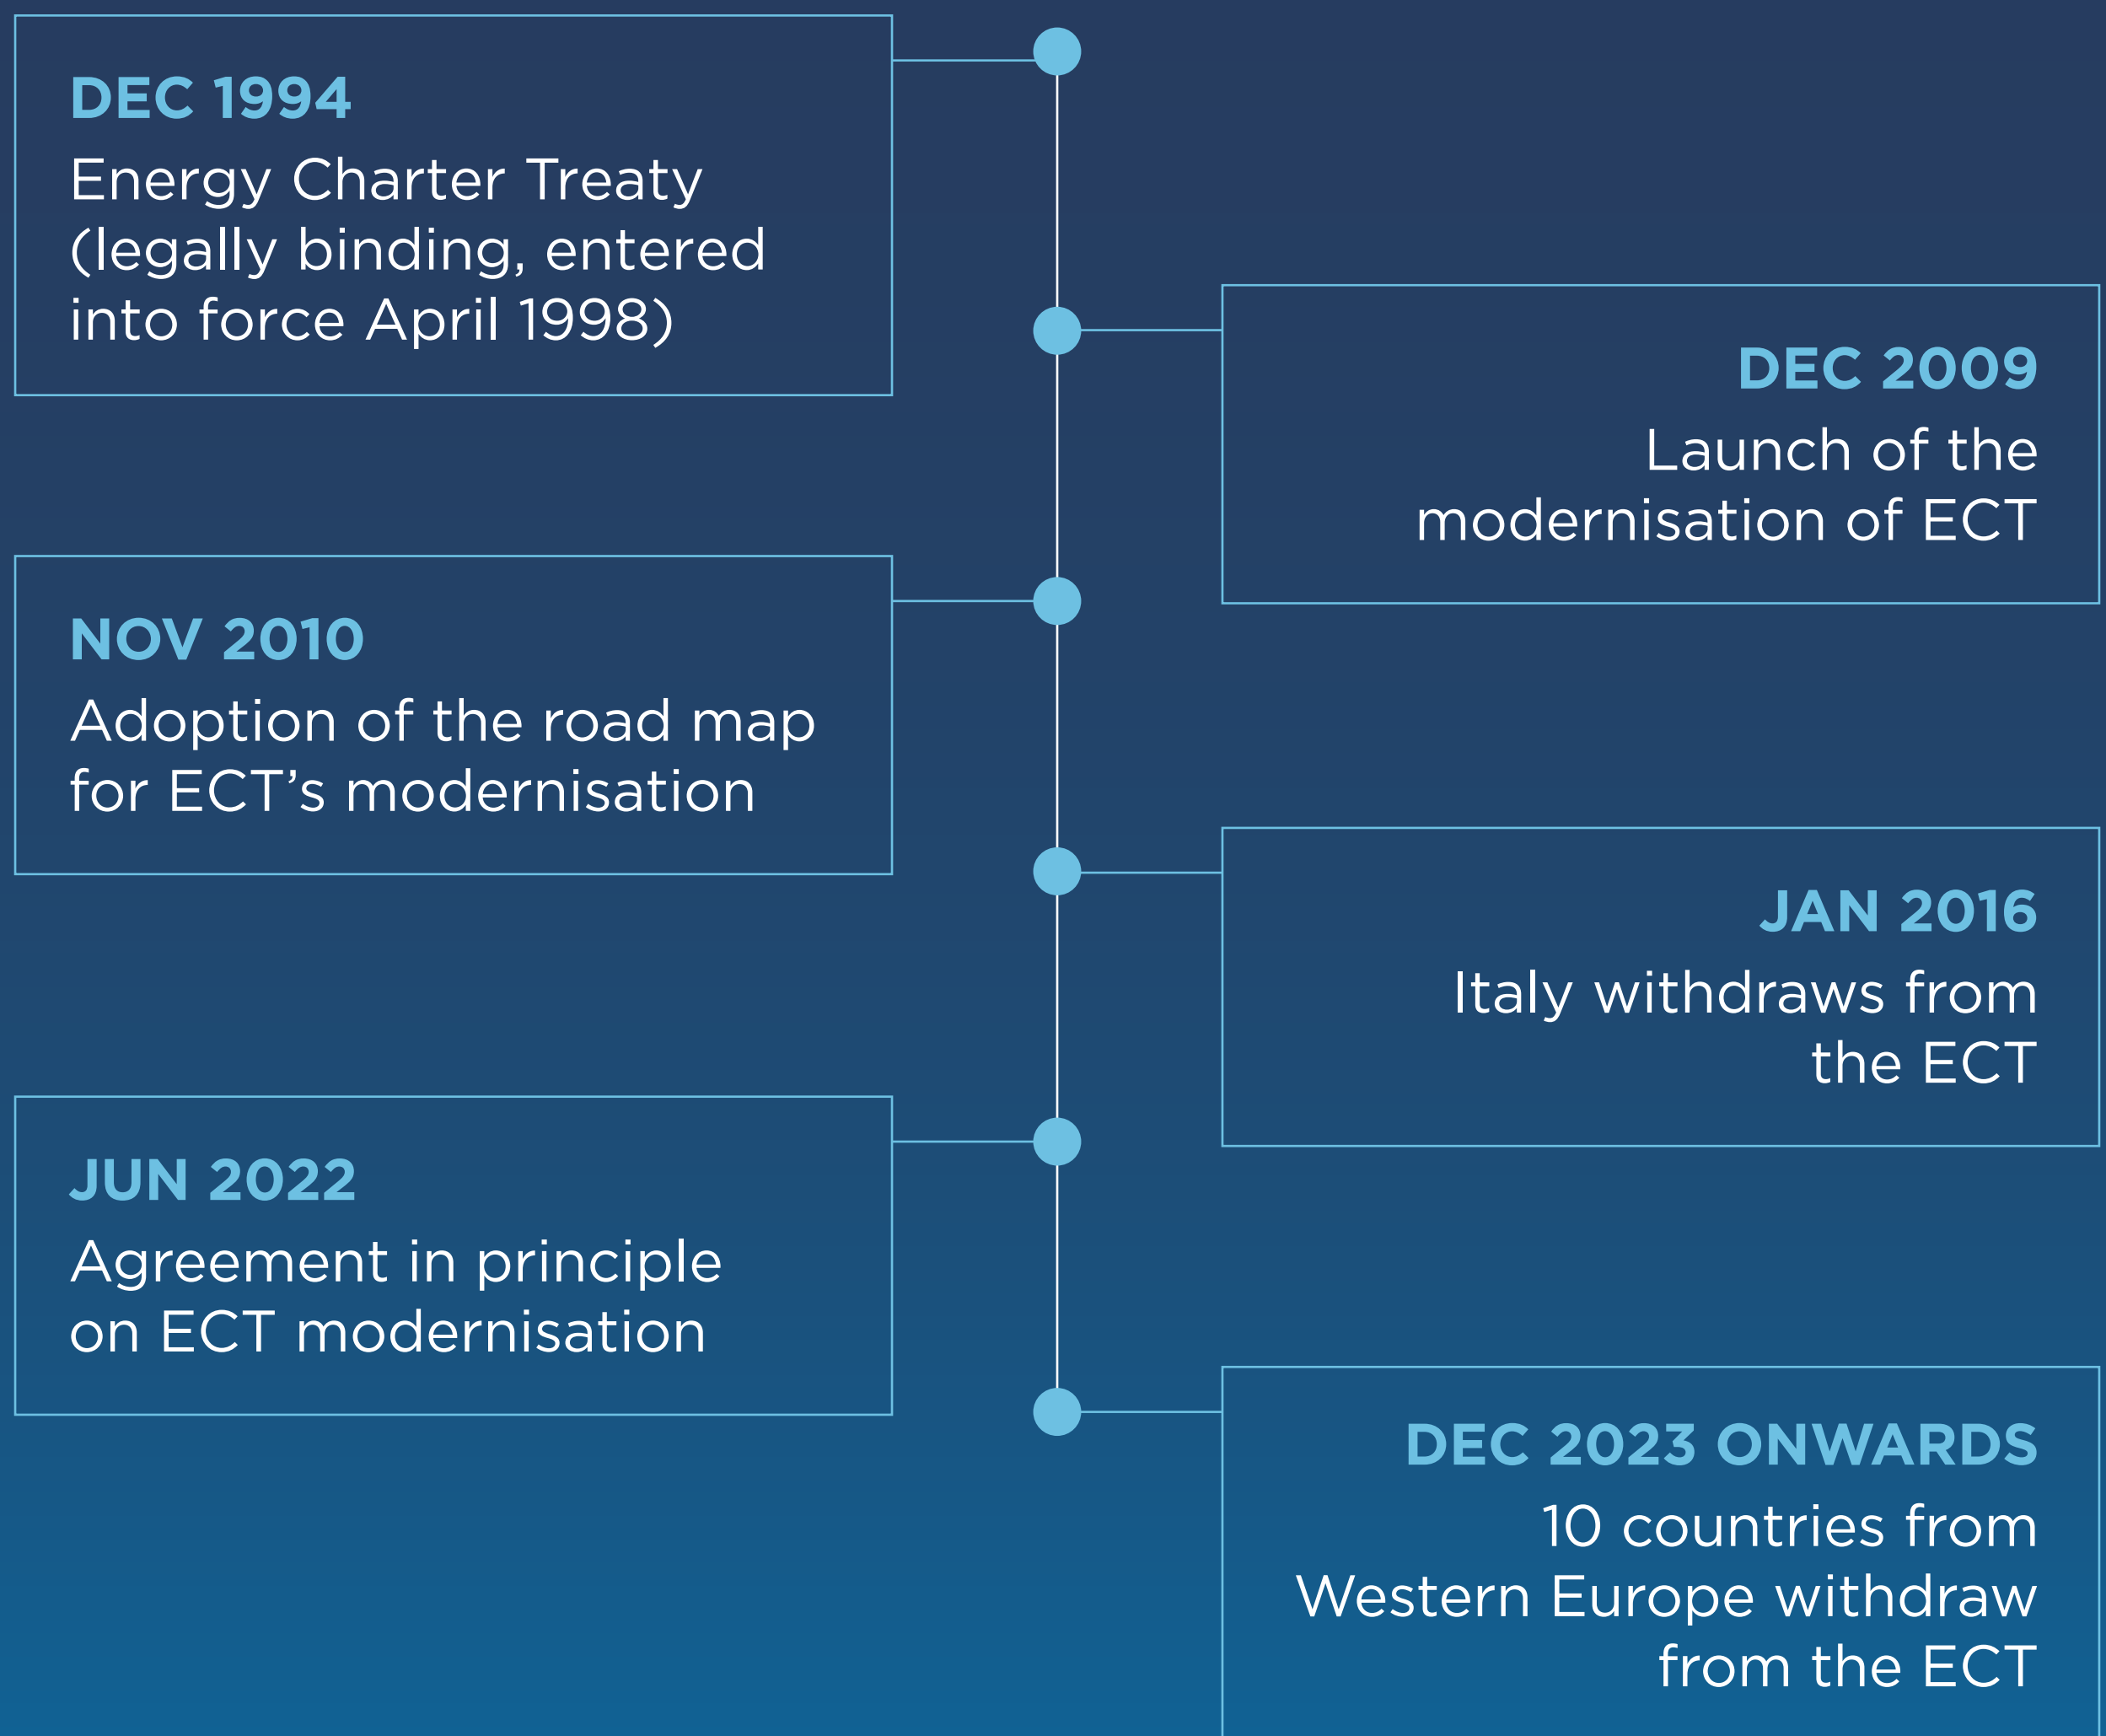 DEC 1994
Energy Charter Treaty
(legally binding, entered
into force April 1998)
DEC 2009
Launch of the
modernisation of ECT
NOV 2010
Adoption of the road map
for ECT’s modernisation
JAN 2016
Italy withdraws from
the ECT
JUN 2022
Agreement in principle
on ECT modernisation
DEC 2023 ONWARDS
10 countries from
Western Europe withdraw
from the ECT